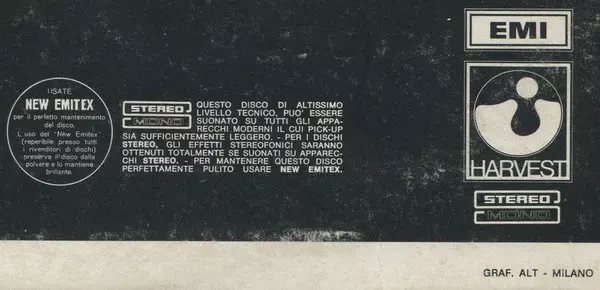 USATE
NEW EMITEX
per il perfetto mantenimento
del disco.
L'uso del "New Emitex"
(reperibile presso tutti
i rivenditori di dischi)
preserva il disco dalla
polvere e lo mantiene
brillante.
STEREO
MONO
QUESTO DISCO DI ALTISSIMO
LIVELLO TECNICO, PUO' ESSERE
SUONATO SU TUTTI GLI APPA-
RECCHI MODERNI IL CUI PICK-UP
SIA SUFFICIENTEMENTE LEGGERO. - PER I DISCHI
STEREO, GLI EFFETTI STEREOFONICI SARANNO
OTTENUTI TOTALMENTE SE SUONATI SU APPAREC-
CHI STEREO. - PER MANTENERE QUESTO DISCO
PERFETTAMENTE PULITO USARE NEW EMITEX.
EMI
HARVEST
STEREO
MONO
GRAF. ALT - MILANO